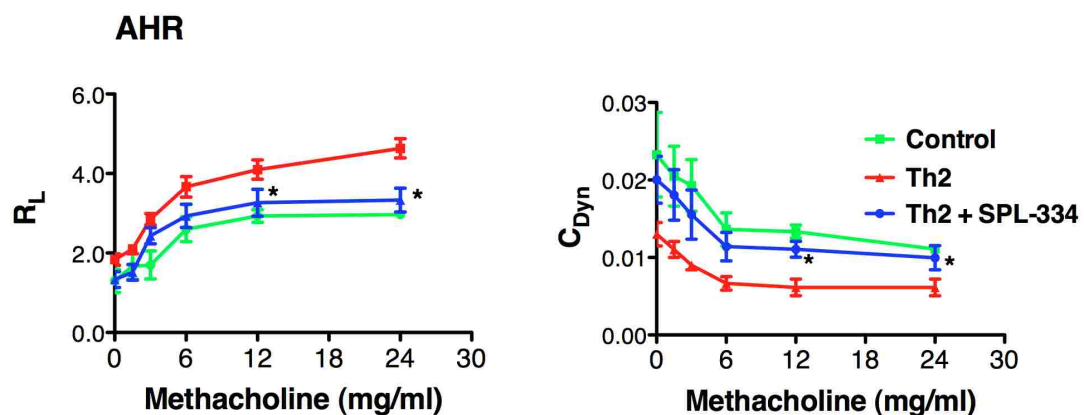 AHR
6.0
4.0
2.0
0.0
R_L
0 6 12 18 24 30
Methacholine (mg/ml)
*
*
0.03
0.02
0.01
0.00
C_Dyn
0 6 12 18 24 30
Methacholine (mg/ml)
*
*
Control
Th2
Th2 + SPL-334